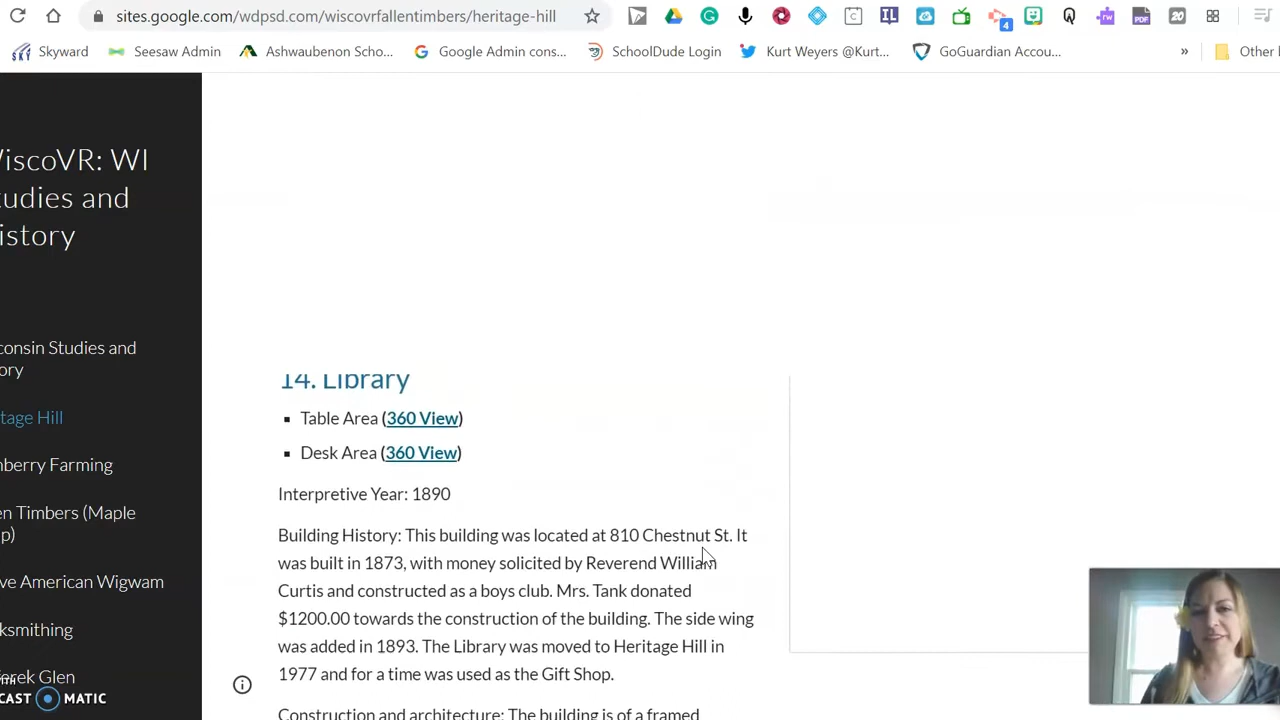 sites.google.com/wdpsd.com/wiscovrfallentimbers/heritage-hill
4
20
Skyward
Seesaw Admin
Ashwaubenon Scho...
Google Admin cons...
SchoolDude Login
Kurt Weyers @Kurt...
GoGuardian Accou...
»
Other
iscoVR: WI
tudies and
istory
consin Studies and
ory
tage Hill
nberry Farming
en Timbers (Maple
p)
ve American Wigwam
ksmithing
arek Glen
CAST MATIC
14. Library
▪ Table Area (360 View)
▪ Desk Area (360 View)
Interpretive Year: 1890
Building History: This building was located at 810 Chestnut St. It
was built in 1873, with money solicited by Reverend William
Curtis and constructed as a boys club. Mrs. Tank donated
$1200.00 towards the construction of the building. The side wing
was added in 1893. The Library was moved to Heritage Hill in
1977 and for a time was used as the Gift Shop.
Construction and architecture: The building is of a framed